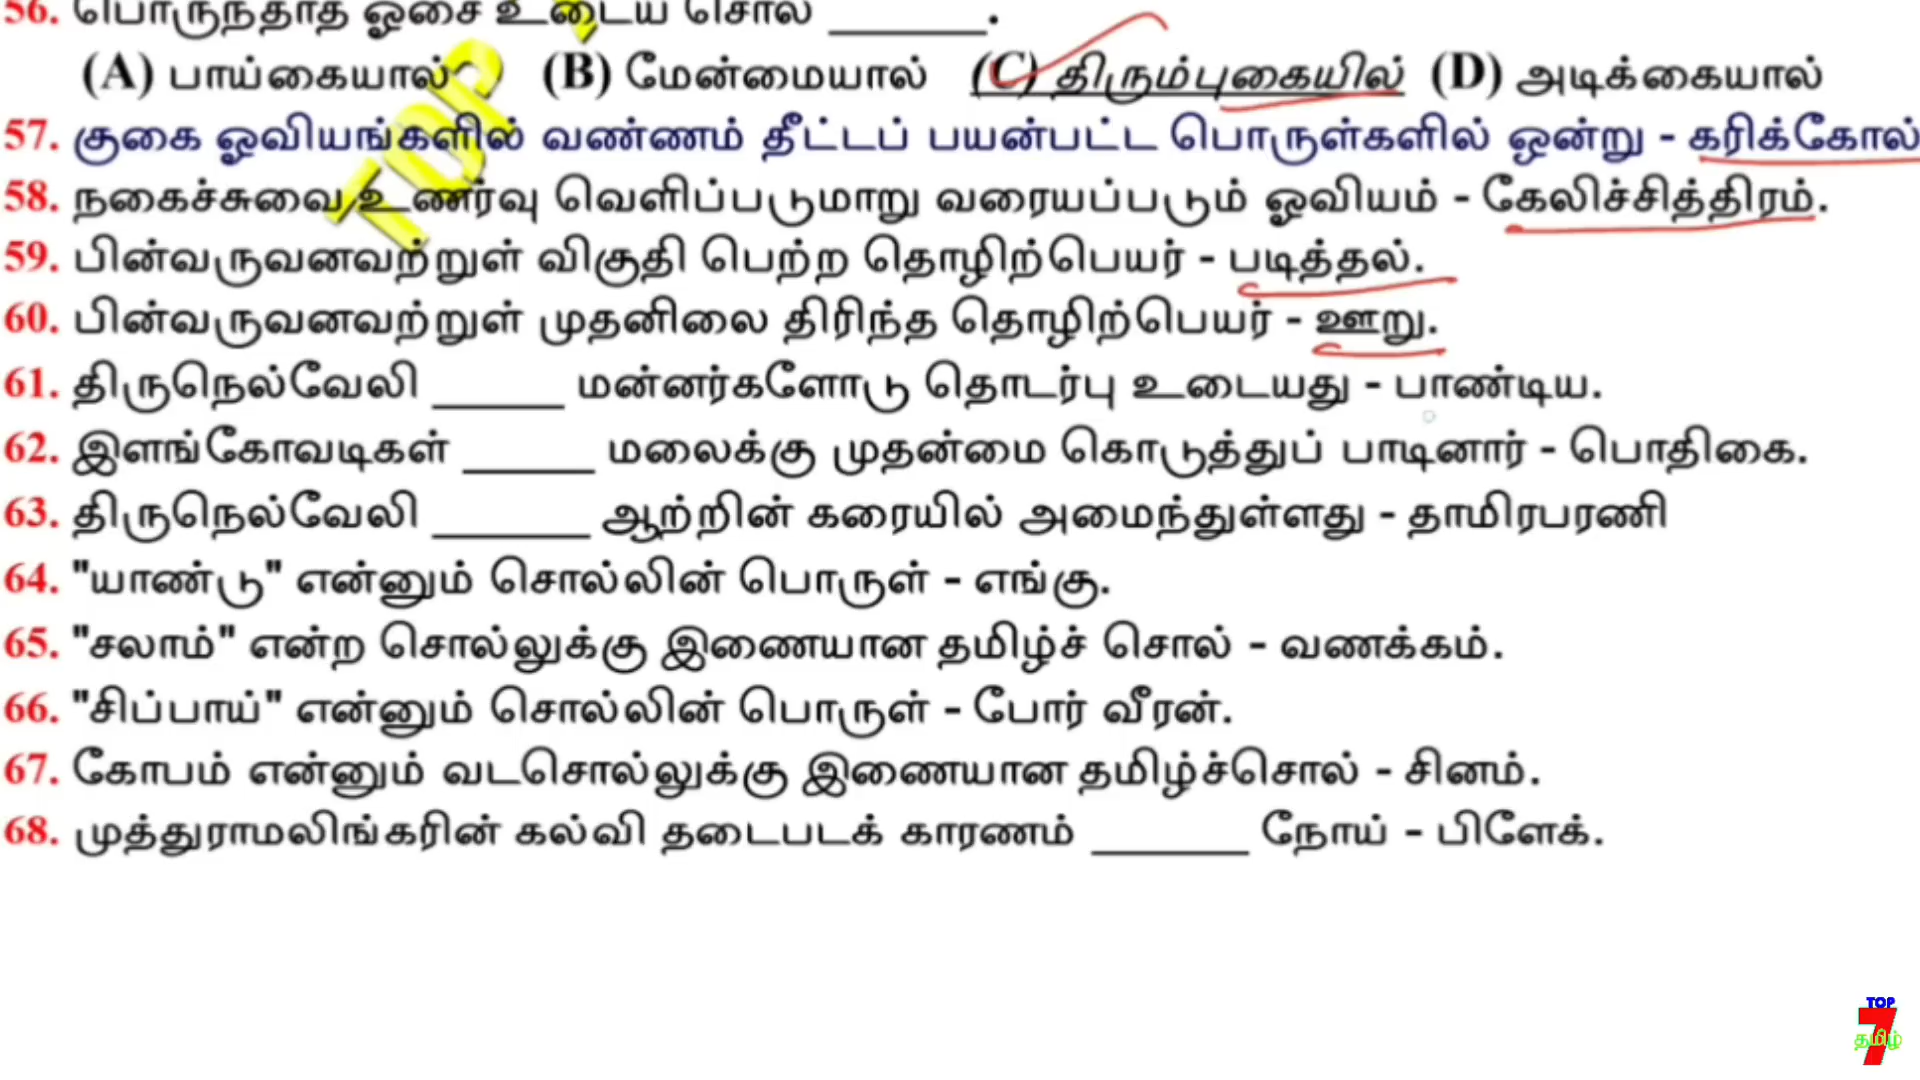 56. பொருந்தாத ஓசை உடைய சொல் ______.
(A) பாய்கையால் (B) மேன்மையால் (C) திரும்புகையில் (D) அடிக்கையால்
57. குகை ஓவியங்களில் வண்ணம் தீட்டப் பயன்பட்ட பொருள்களில் ஒன்று - கரிக்கோல்
58. நகைச்சுவை உணர்வு வெளிப்படுமாறு வரையப்படும் ஓவியம் - கேலிச்சித்திரம்.
59. பின்வருவனவற்றுள் விகுதி பெற்ற தொழிற்பெயர் - படித்தல்.
60. பின்வருவனவற்றுள் முதனிலை திரிந்த தொழிற்பெயர் - ஊறு.
61. திருநெல்வேலி _____ மன்னர்களோடு தொடர்பு உடையது - பாண்டிய.
62. இளங்கோவடிகள் _____ மலைக்கு முதன்மை கொடுத்துப் பாடினார் - பொதிகை.
63. திருநெல்வேலி ______ ஆற்றின் கரையில் அமைந்துள்ளது - தாமிரபரணி
64. "யாண்டு" என்னும் சொல்லின் பொருள் - எங்கு.
65. "சலாம்" என்ற சொல்லுக்கு இணையான தமிழ்ச் சொல் - வணக்கம்.
66. "சிப்பாய்" என்னும் சொல்லின் பொருள் - போர் வீரன்.
67. கோபம் என்னும் வடசொல்லுக்கு இணையான தமிழ்ச்சொல் - சினம்.
68. முத்துராமலிங்கரின் கல்வி தடைபடக் காரணம் ______ நோய் - பிளேக்.
TOP
TOP
7
தமிழ்